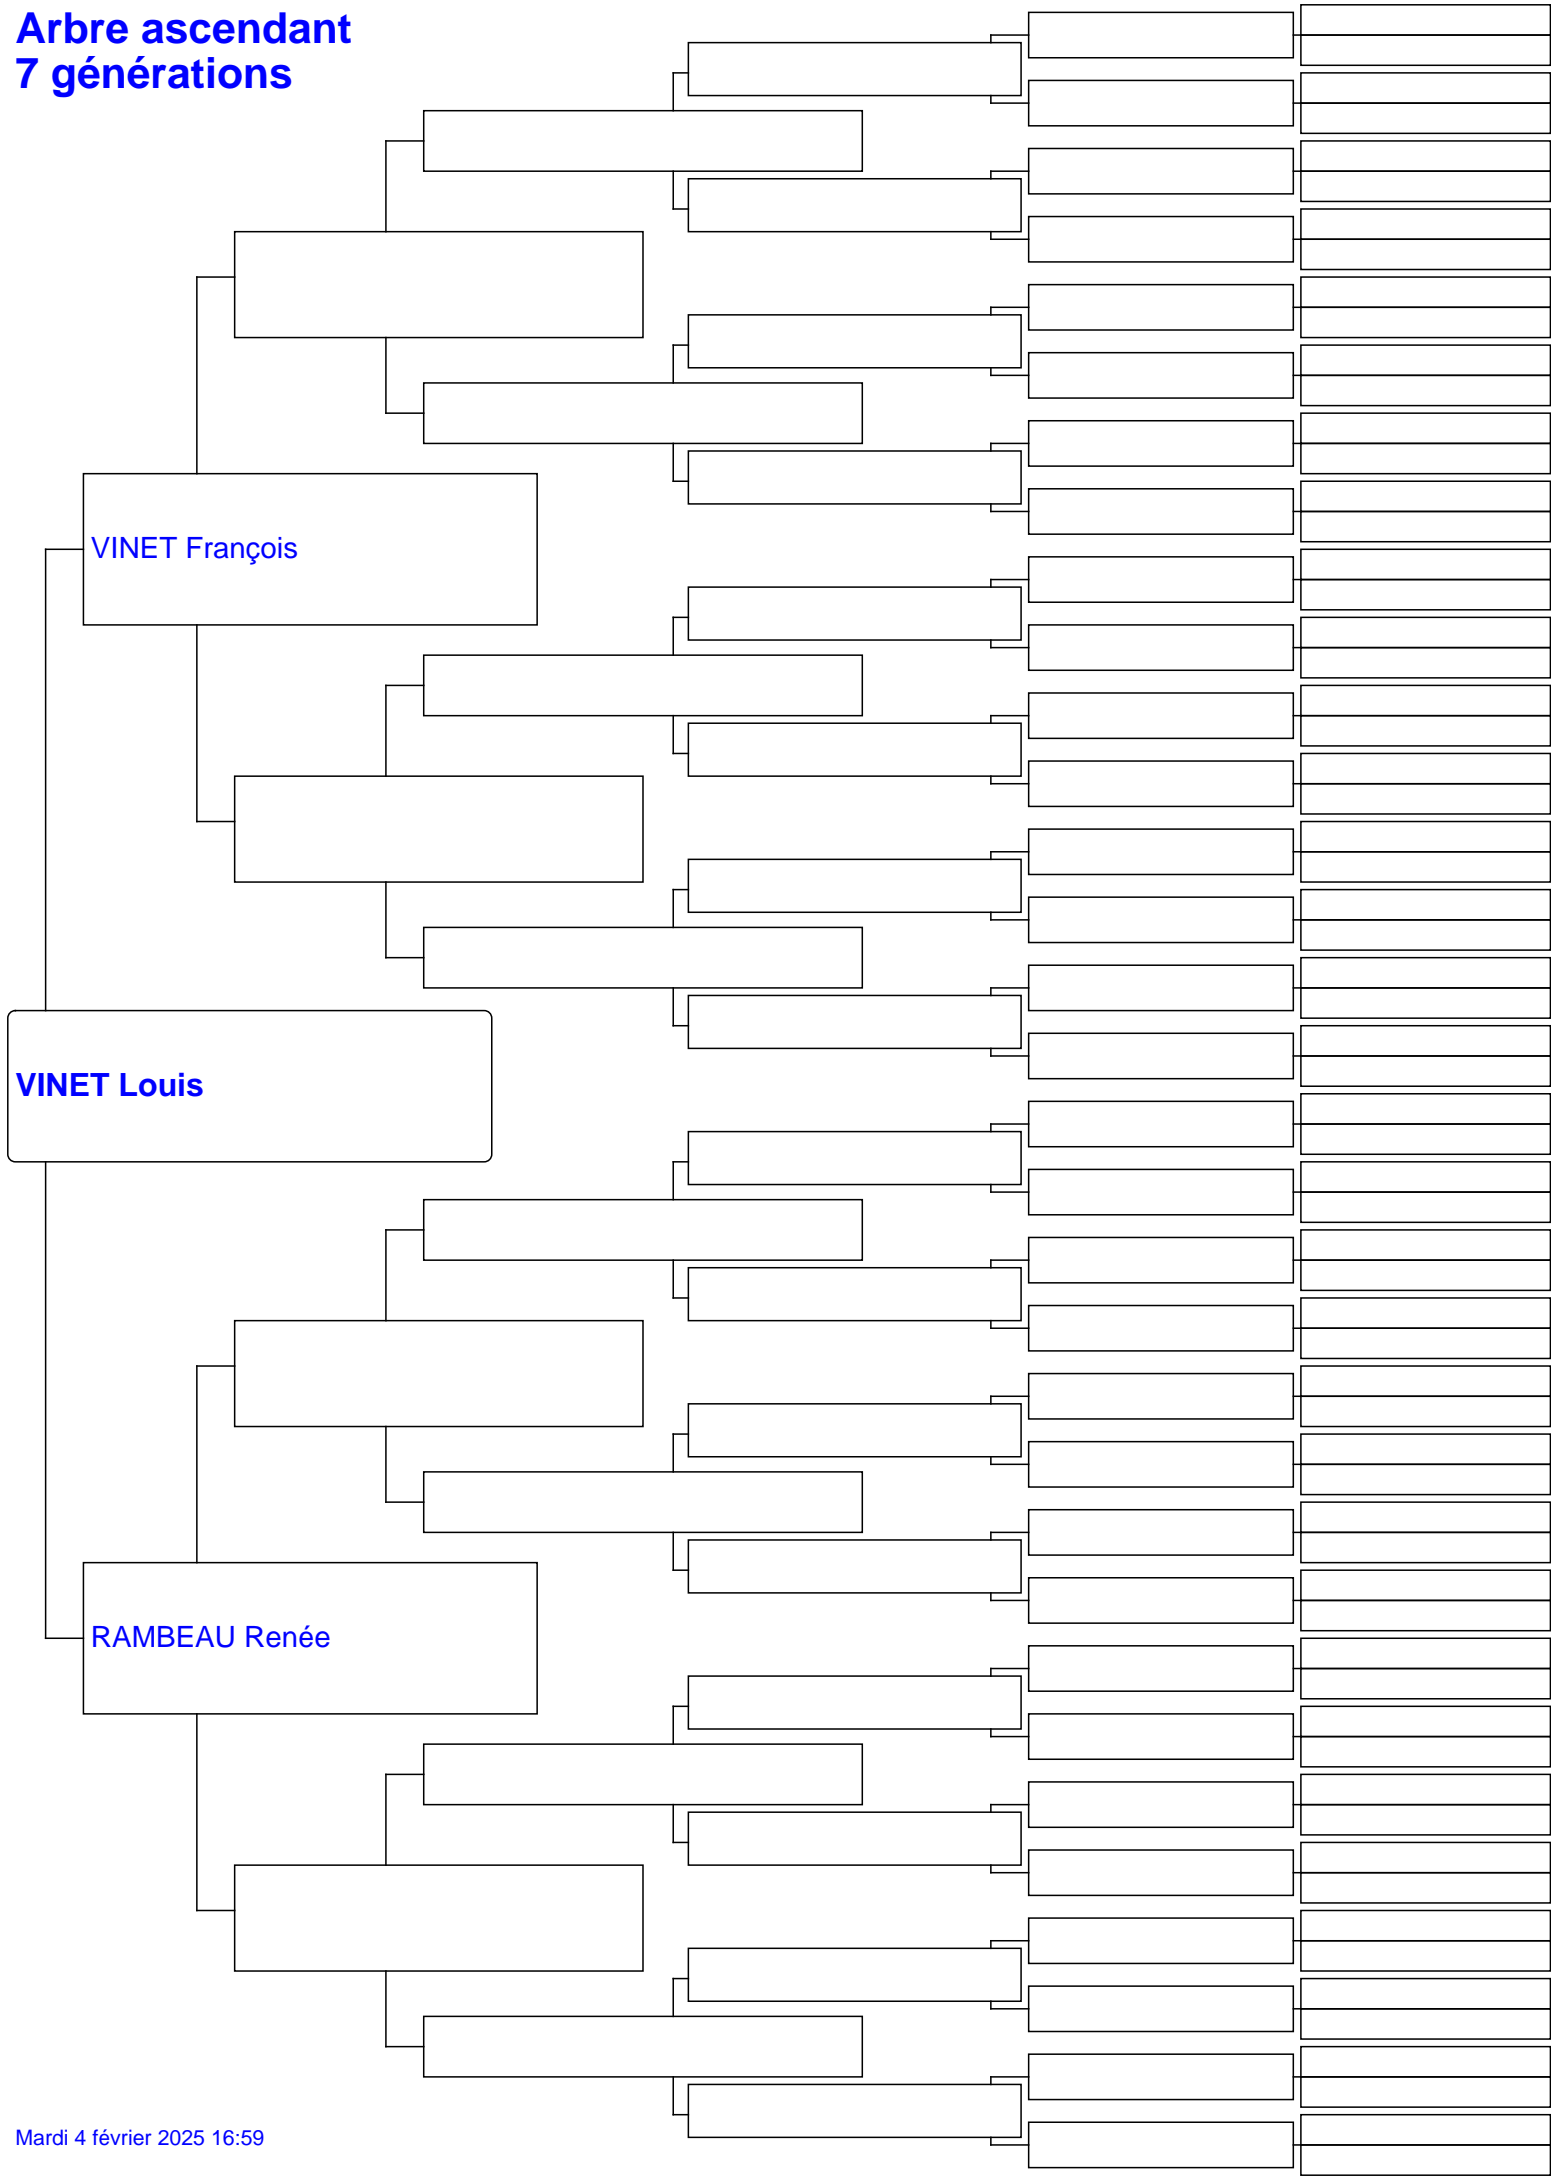 Arbre ascendant
7 générations
VINET François
VINET Louis
RAMBEAU Renée
Mardi 4 février 2025 16:59